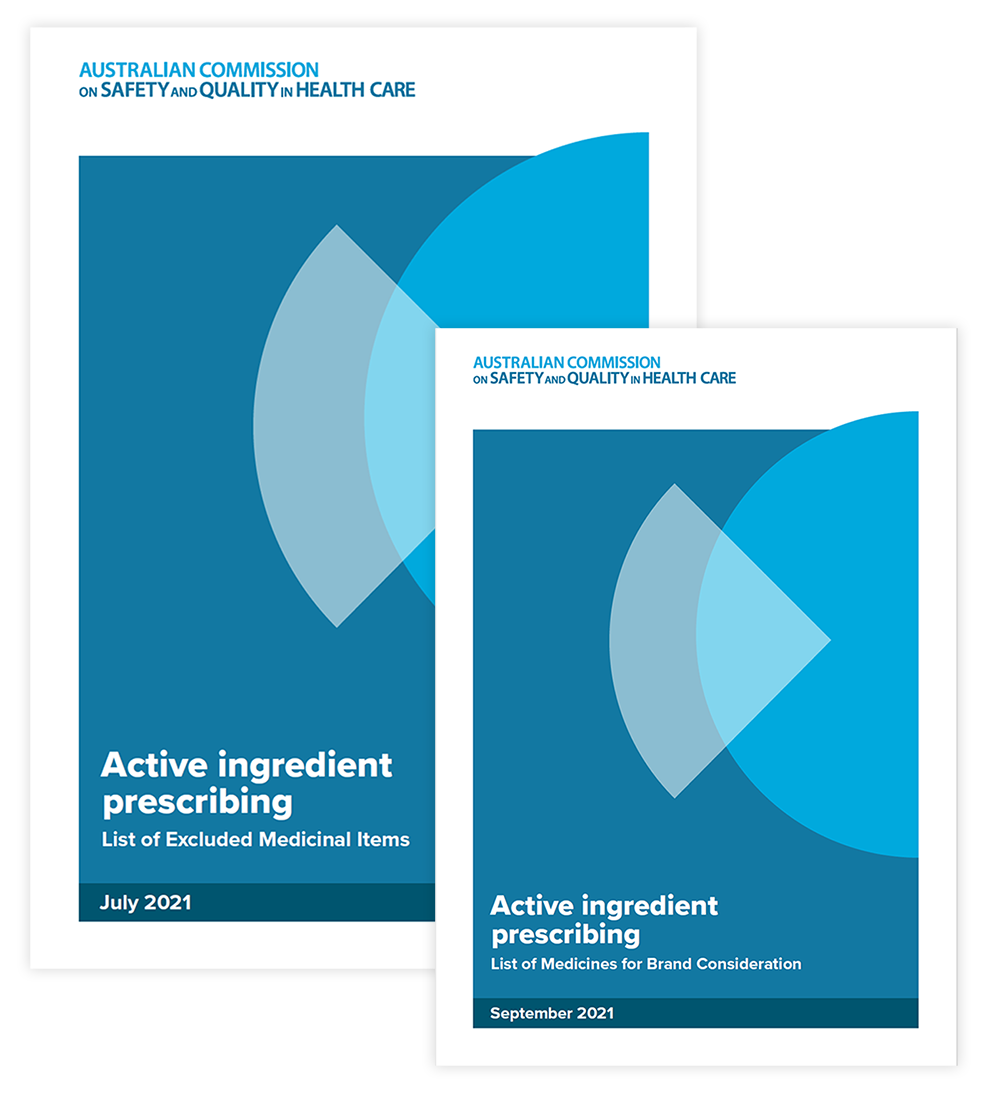 AUSTRALIAN COMMISSION
ON SAFETY AND QUALITY IN HEALTH CARE
Active ingredient
prescribing
List of Excluded Medicinal Items
July 2021
AUSTRALIAN COMMISSION
ON SAFETY AND QUALITY IN HEALTH CARE
Active ingredient
prescribing
List of Medicines for Brand Consideration
September 2021